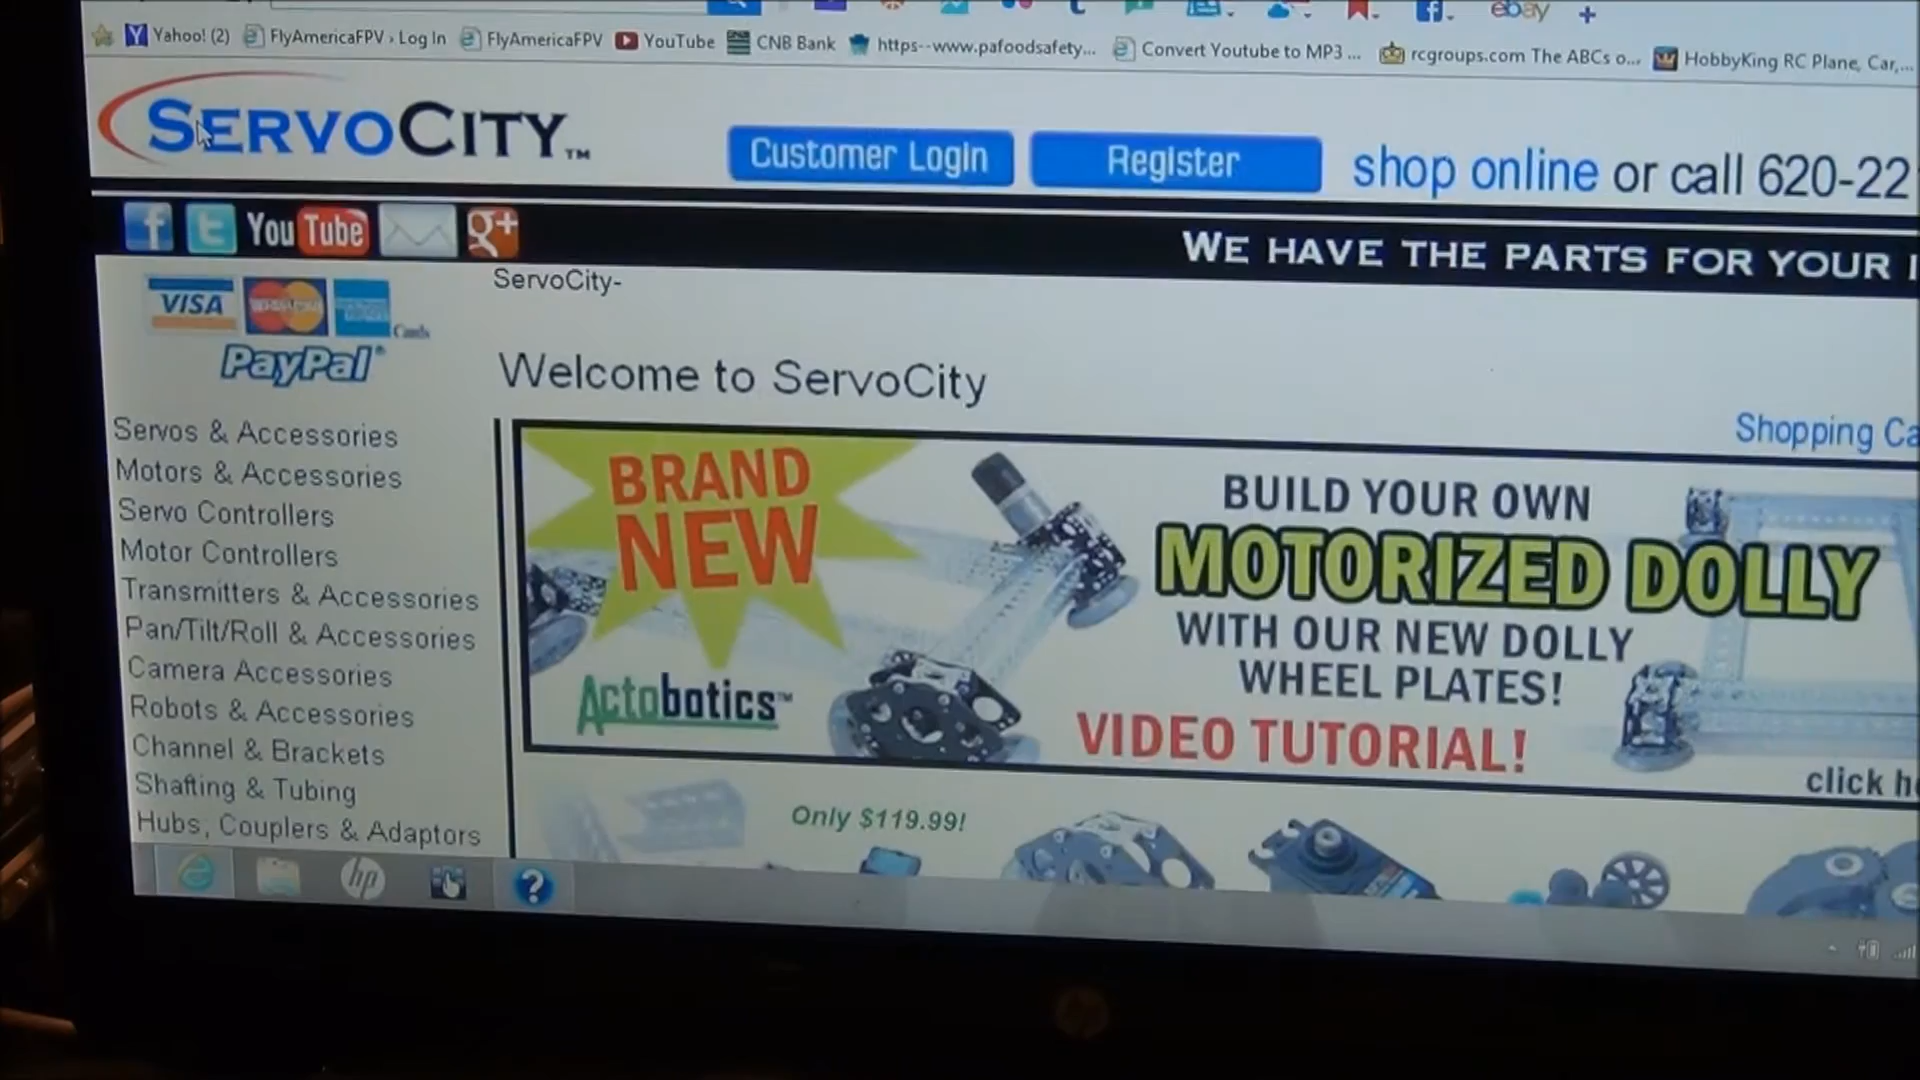 ebay
Yahoo! (2) FlyAmericaFPV › Log In FlyAmericaFPV YouTube CNB Bank https--www.pafoodsafety... Convert Youtube to MP3 ... rcgroups.com The ABCs o... HobbyKing RC Plane, Car,...
SERVOCITY™
Customer Login Register shop online or call 620-22
f t You Tube g+
WE HAVE THE PARTS FOR YOUR
VISA
PayPal
ServoCity-
Welcome to ServoCity
Shopping Ca
Servos & Accessories
Motors & Accessories
Servo Controllers
Motor Controllers
Transmitters & Accessories
Pan/Tilt/Roll & Accessories
Camera Accessories
Robots & Accessories
Channel & Brackets
Shafting & Tubing
Hubs, Couplers & Adaptors
BRAND
NEW
Actobotics™
BUILD YOUR OWN
MOTORIZED DOLLY
WITH OUR NEW DOLLY
WHEEL PLATES!
VIDEO TUTORIAL!
click h
Only $119.99!
hp
?